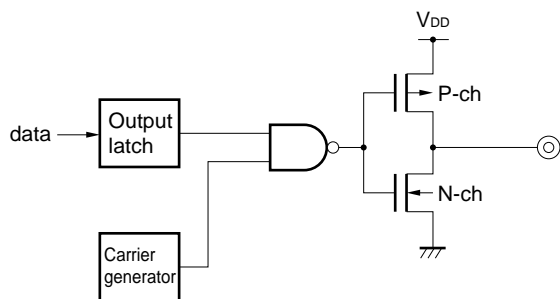 VDD
P-ch
data
Output
latch
N-ch
Carrier
generator